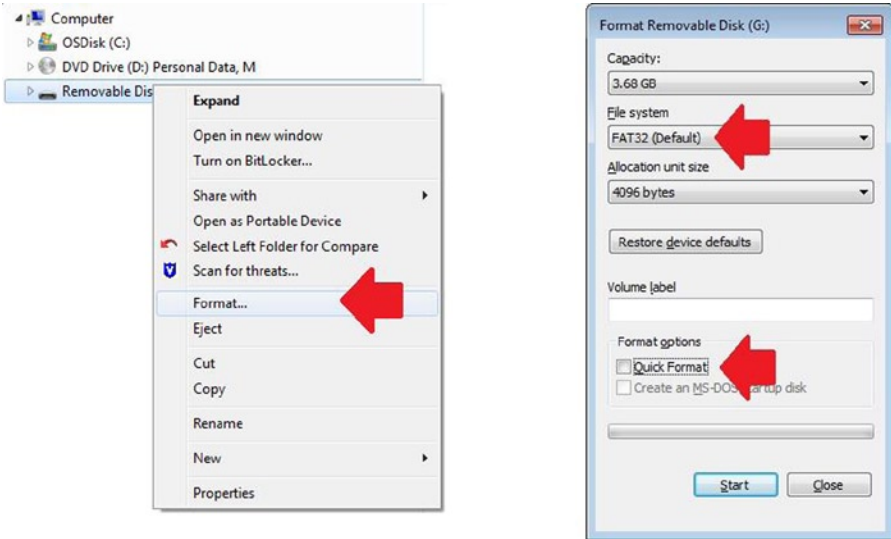 Computer
OSDisk (C:)
DVD Drive (D:) Personal Data, M
Removable Dis
Expand
Open in new window
Turn on BitLocker...
Share with
Open as Portable Device
Select Left Folder for Compare
Scan for threats...
Format...
Eject
Cut
Copy
Rename
New
Properties
Format Removable Disk (G:)
Capacity:
3.68 GB
File system
FAT32 (Default)
Allocation unit size
4096 bytes
Restore device defaults
Volume label
Format options
Quick Format
Create an MS-DOS startup disk
Start
Close